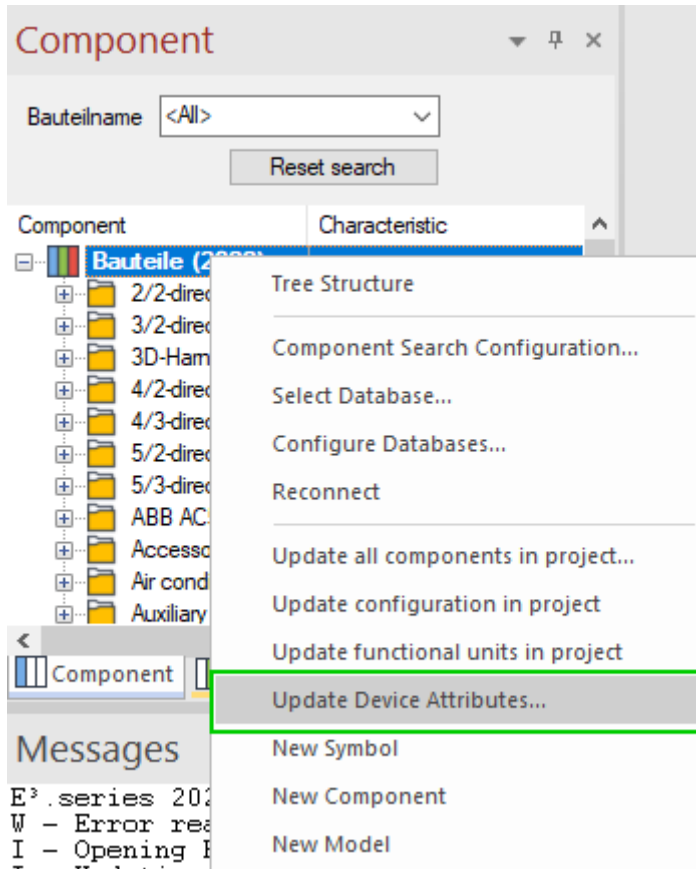 Component
Bauteilname <All>
Reset search
Component Characteristic
Bauteile
2/2-direc
3/2-direc
3D-Ham
4/2-direc
4/3-direc
5/2-direc
5/3-direc
ABB AC
Accesso
Air cond
Auxiliary
Component
Tree Structure
Component Search Configuration...
Select Database...
Configure Databases...
Reconnect
Update all components in project...
Update configuration in project
Update functional units in project
Update Device Attributes...
New Symbol
New Component
New Model
Messages
E³.series 202
W - Error rea
I - Opening